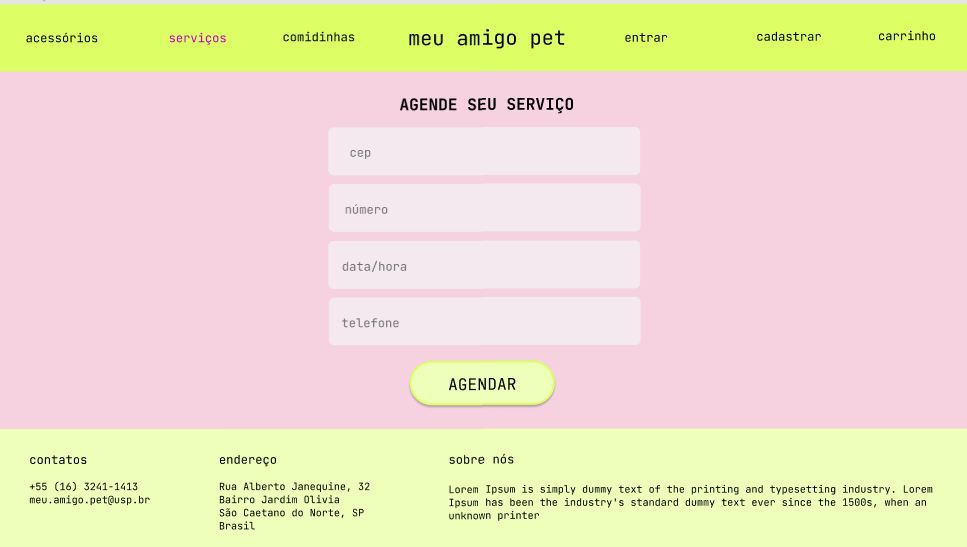 acessórios serviços comidinhas meu amigo pet entrar cadastrar carrinho
AGENDE SEU SERVIÇO
cep
número
data/hora
telefone
AGENDAR
contatos
+55 (16) 3241-1413
meu.amigo.pet@usp.br
endereço
Rua Alberto Janequine, 32
Bairro Jardim Olivia
São Caetano do Norte, SP
Brasil
sobre nós
Lorem Ipsum is simply dummy text of the printing and typesetting industry. Lorem
Ipsum has been the industry's standard dummy text ever since the 1500s, when an
unknown printer